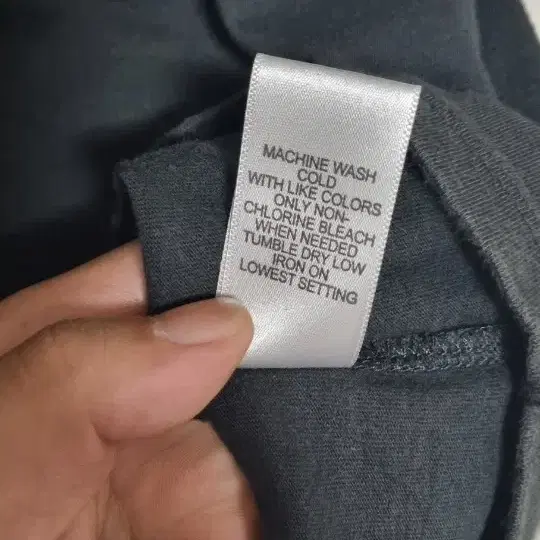 MACHINE WASH
COLD
WITH LIKE COLORS
ONLY NON-
CHLORINE BLEACH
WHEN NEEDED
TUMBLE DRY LOW
IRON ON
LOWEST SETTING